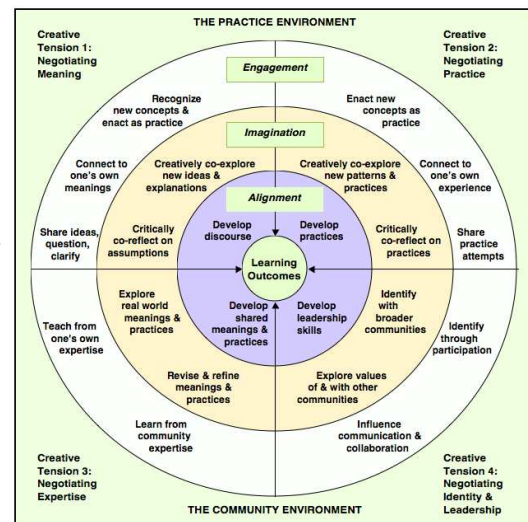 THE PRACTICE ENVIRONMENT
Creative
Tension 1:
Negotiating
Meaning
Creative
Tension 2:
Negotiating
Practice
Engagement
Recognize
new concepts &
enact as practice
Enact new
concepts as
practice
Imagination
Connect to
one's own
meanings
Creatively co-explore
new ideas &
explanations
Creatively co-explore
new patterns &
practices
Connect to
one's own
experience
Alignment
Share ideas,
question,
clarify
Critically
co-reflect on
assumptions
Develop
discourse
Develop
practices
Critically
co-reflect on
practices
Share
practice
attempts
Learning
Outcomes
Teach from
one's own
expertise
Explore
real world
meanings &
practices
Develop
shared
meanings &
practices
Develop
leadership
skills
Identify
with
broader
communities
Identify
through
participation
Revise & refine
meanings &
practices
Explore values
of & with other
communities
Learn from
community
expertise
Influence
communication &
collaboration
Creative
Tension 3:
Negotiating
Expertise
Creative
Tension 4:
Negotiating
Identity &
Leadership
THE COMMUNITY ENVIRONMENT